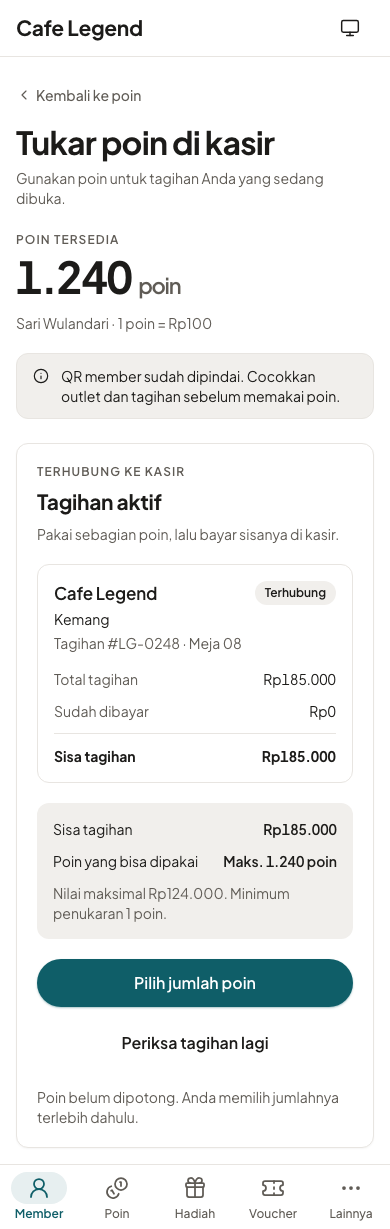 Cafe Legend
Kembali ke poin
Tukar poin di kasir
Gunakan poin untuk tagihan Anda yang sedang
dibuka.
POIN TERSEDIA
1.240 poin
Sari Wulandari · 1 poin = Rp100
QR member sudah dipindai. Cocokkan
outlet dan tagihan sebelum memakai poin.
TERHUBUNG KE KASIR
Tagihan aktif
Pakai sebagian poin, lalu bayar sisanya di kasir.
Cafe Legend Terhubung
Kemang
Tagihan #LG-0248 · Meja 08
Total tagihan Rp185.000
Sudah dibayar Rp0
Sisa tagihan Rp185.000
Sisa tagihan Rp185.000
Poin yang bisa dipakai Maks. 1.240 poin
Nilai maksimal Rp124.000. Minimum
penukaran 1 poin.
Pilih jumlah poin
Periksa tagihan lagi
Poin belum dipotong. Anda memilih jumlahnya
terlebih dahulu.
Member Poin Hadiah Voucher Lainnya